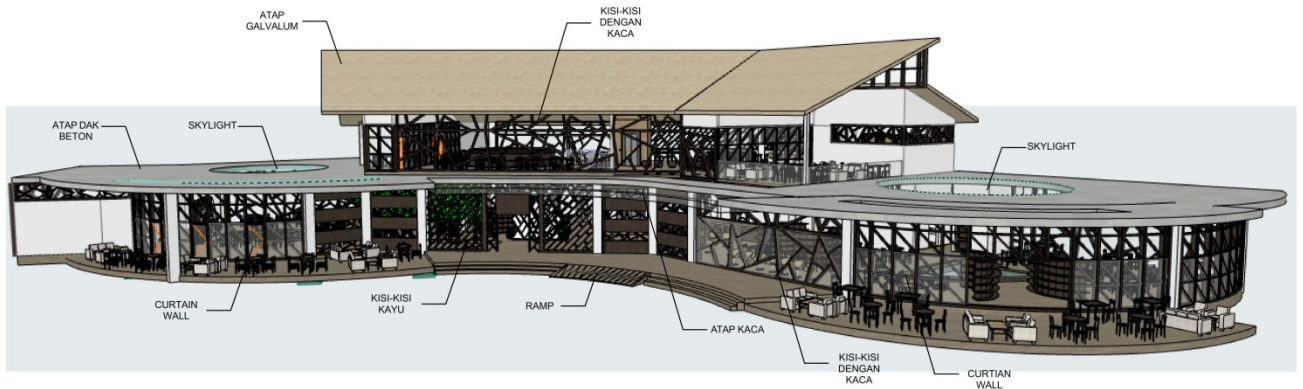 ATAP
GALVALUM
KISI-KISI
DENGAN
KACA
ATAP DAK
BETON
SKYLIGHT
SKYLIGHT
CURTAIN
WALL
KISI-KISI
KAYU
RAMP
ATAP KACA
KISI-KISI
DENGAN
KACA
CURTIAN
WALL